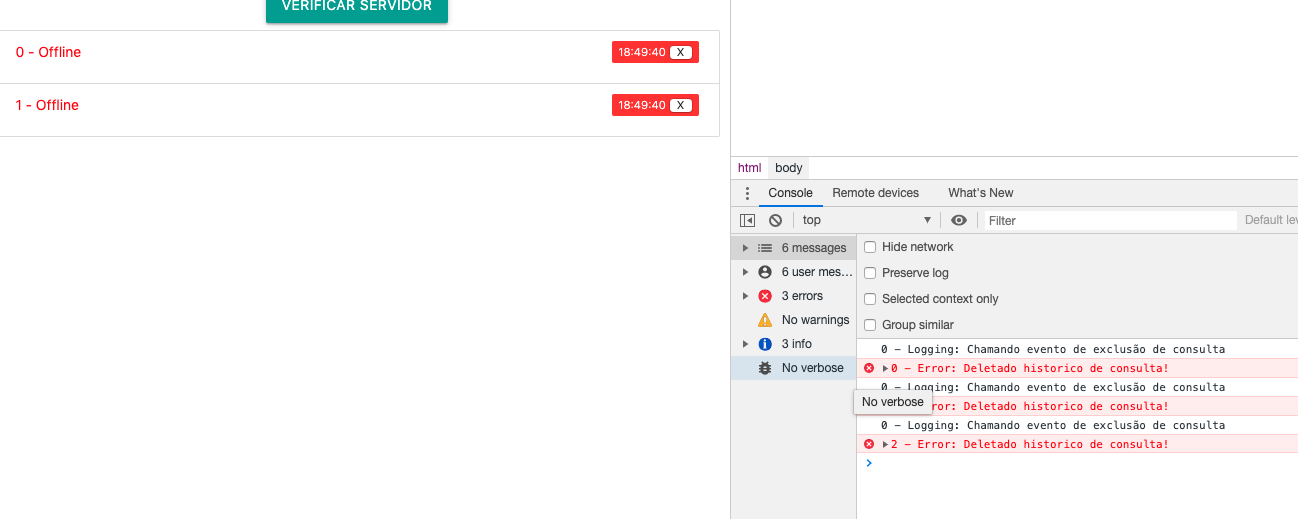 VERIFICAR SERVIDOR
0 - Offline
18:49:40 X
1 - Offline
18:49:40 X
html body
Console Remote devices What's New
top Filter Default
6 messages
6 user mes...
3 errors
No warnings
3 info
No verbose
Hide network
Preserve log
Selected context only
Group similar
0 - Logging: Chamando evento de exclusão de consulta
0 - Error: Deletado historico de consulta!
0 - Logging: Chamando evento de exclusão de consulta
Deletado historico de consulta!
No verbose
0 - Logging: Chamando evento de exclusão de consulta
2 - Error: Deletado historico de consulta!